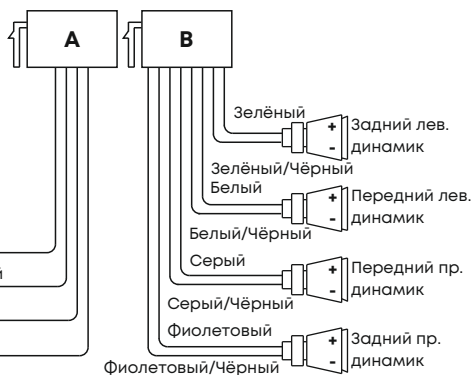 A B
Зелёный
+ Задний лев.
- динамик
Зелёный/Чёрный
Белый
+ Передний лев.
- динамик
Белый/Чёрный
Серый
+ Передний пр.
- динамик
й
Серый/Чёрный
Фиолетовый
+ Задний пр.
- динамик
Фиолетовый/Чёрный